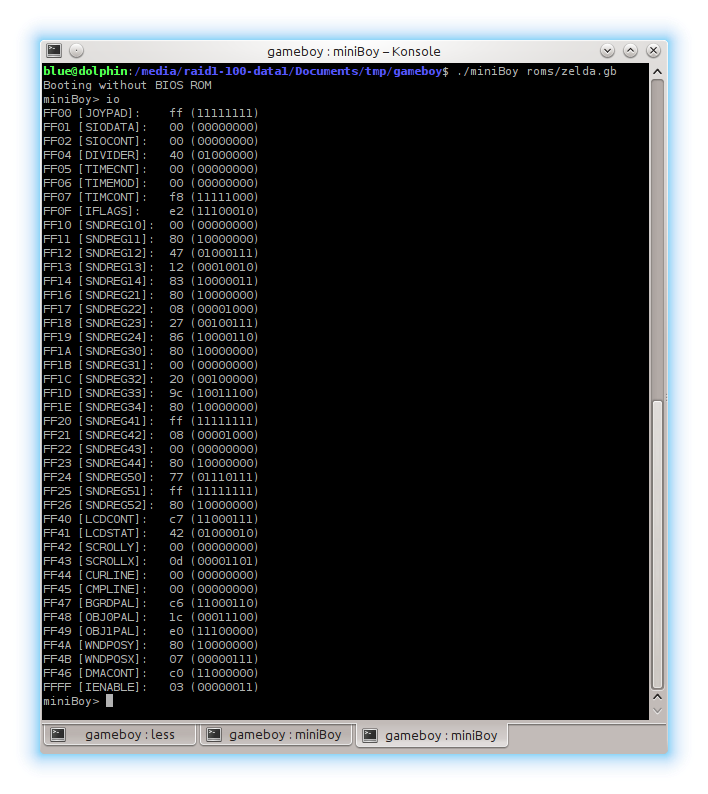 gameboy : miniBoy – Konsole
blue@dolphin:/media/raid1-100-data1/Documents/tmp/gameboy$ ./miniBoy roms/zelda.gb
Booting without BIOS ROM
miniBoy> io
FF00 [JOYPAD]:    ff (11111111)
FF01 [SIODATA]:   00 (00000000)
FF02 [SIOCONT]:   00 (00000000)
FF04 [DIVIDER]:   40 (01000000)
FF05 [TIMECNT]:   00 (00000000)
FF06 [TIMEMOD]:   00 (00000000)
FF07 [TIMCONT]:   f8 (11111000)
FF0F [IFLAGS]:    e2 (11100010)
FF10 [SNDREG10]:  00 (00000000)
FF11 [SNDREG11]:  80 (10000000)
FF12 [SNDREG12]:  47 (01000111)
FF13 [SNDREG13]:  12 (00010010)
FF14 [SNDREG14]:  83 (10000011)
FF16 [SNDREG21]:  80 (10000000)
FF17 [SNDREG22]:  08 (00001000)
FF18 [SNDREG23]:  27 (00100111)
FF19 [SNDREG24]:  86 (10000110)
FF1A [SNDREG30]:  80 (10000000)
FF1B [SNDREG31]:  00 (00000000)
FF1C [SNDREG32]:  20 (00100000)
FF1D [SNDREG33]:  9c (10011100)
FF1E [SNDREG34]:  80 (10000000)
FF20 [SNDREG41]:  ff (11111111)
FF21 [SNDREG42]:  08 (00001000)
FF22 [SNDREG43]:  00 (00000000)
FF23 [SNDREG44]:  80 (10000000)
FF24 [SNDREG50]:  77 (01110111)
FF25 [SNDREG51]:  ff (11111111)
FF26 [SNDREG52]:  80 (10000000)
FF40 [LCDCONT]:   c7 (11000111)
FF41 [LCDSTAT]:   42 (01000010)
FF42 [SCROLLY]:   00 (00000000)
FF43 [SCROLLX]:   0d (00001101)
FF44 [CURLINE]:   00 (00000000)
FF45 [CMPLINE]:   00 (00000000)
FF47 [BGRDPAL]:   c6 (11000110)
FF48 [OBJ0PAL]:   1c (00011100)
FF49 [OBJ1PAL]:   e0 (11100000)
FF4A [WNDPOSY]:   80 (10000000)
FF4B [WNDPOSX]:   07 (00000111)
FF46 [DMACONT]:   c0 (11000000)
FFFF [IENABLE]:   03 (00000011)
miniBoy>
gameboy : less
gameboy : miniBoy
gameboy : miniBoy